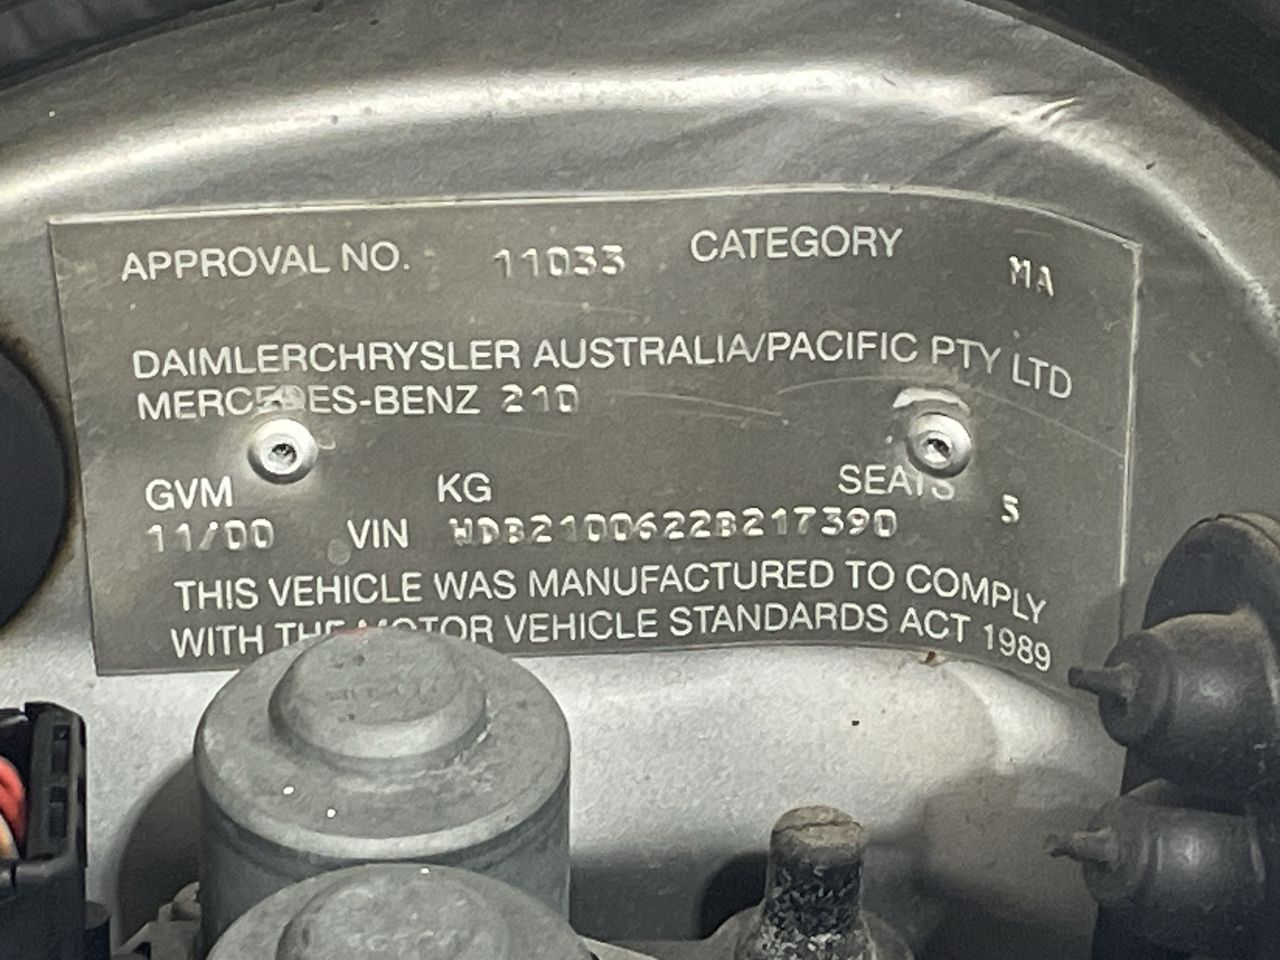 APPROVAL NO. 11033 CATEGORY MA
DAIMLERCHRYSLER AUSTRALIA/PACIFIC PTY LTD
MERCEDES-BENZ 210
GVM KG SEATS 5
11/00 VIN WDB2100622B217390
THIS VEHICLE WAS MANUFACTURED TO COMPLY
WITH THE MOTOR VEHICLE STANDARDS ACT 1989